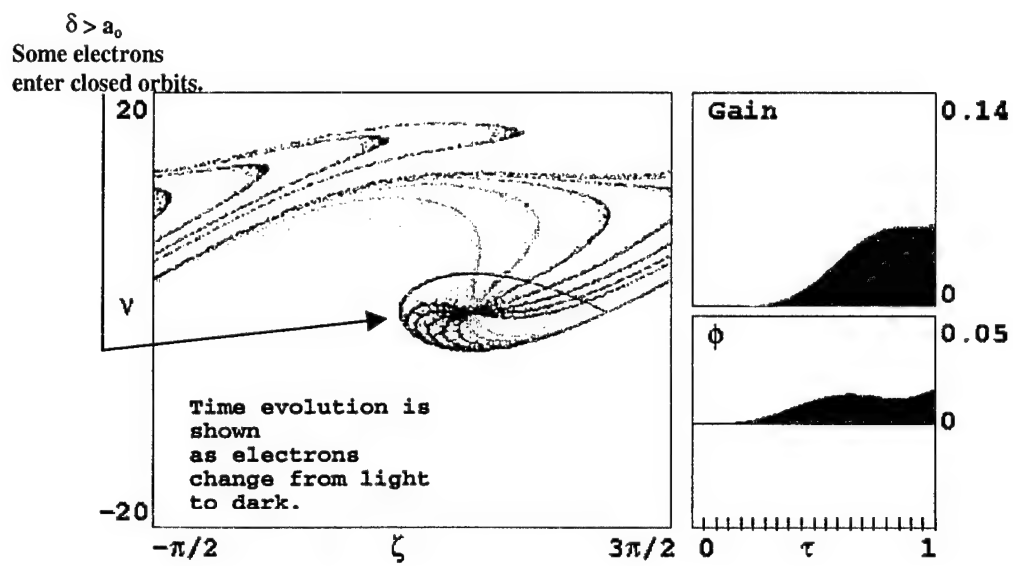 δ > aₒ
Some electrons
enter closed orbits.
20
ν
-20
-π/2
ζ
3π/2
Time evolution is
shown
as electrons
change from light
to dark.
Gain
0.14
0
ϕ
0.05
0
0
τ
1